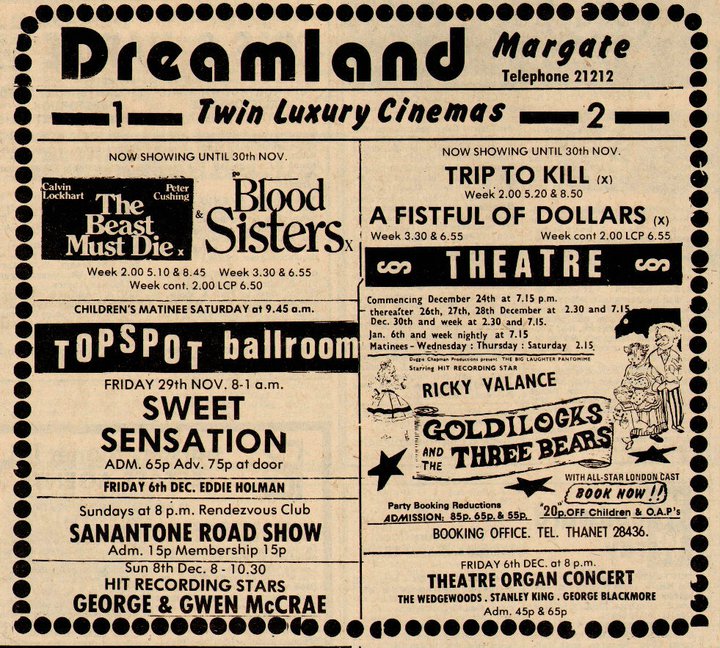 Dreamland Margate
Telephone 21212
1 Twin Luxury Cinemas 2
NOW SHOWING UNTIL 30th NOV.
Calvin Lockhart
Peter Cushing
The Beast Must Die x
& Blood Sisters x
Week 2.00 5.10 & 8.45 Week 3.30 & 6.55
Week cont. 2.00 LCP 6.50
CHILDREN'S MATINEE SATURDAY at 9.45 a.m.
TOPSPOT ballroom
FRIDAY 29th NOV. 8-1 a.m.
SWEET
SENSATION
ADM. 65p Adv. 75p at door
FRIDAY 6th DEC. EDDIE HOLMAN
Sundays at 8 p.m. Rendezvous Club
SANANTONE ROAD SHOW
Adm. 15p Membership 15p
Sun 8th Dec. 8 - 10.30
HIT RECORDING STARS
GEORGE & GWEN McCRAE
NOW SHOWING UNTIL 30th NOV.
TRIP TO KILL (X)
Week 2.00 5.20 & 8.50
A FISTFUL OF DOLLARS (X)
Week 3.30 & 6.55 Week cont 2.00 LCP 6.55
THEATRE
Commencing December 24th at 7.15 p.m.
thereafter 26th, 27th, 28th December at 2.30 and 7.15.
Dec. 30th and week at 2.30 and 7.15.
Jan. 6th and week nightly at 7.15
Matinees - Wednesday : Thursday : Saturday 2.15
Duggie Chapman Productions present THE BIG LAUGHTER PANTOMIME
Starring HIT RECORDING STAR
RICKY VALANCE
GOLDILOCKS
AND THE THREE BEARS
WITH ALL-STAR LONDON CAST
BOOK NOW !!
Party Booking Reductions
ADMISSION: 85p. 65p. & 55p. 20p. OFF Children & O.A.P's
BOOKING OFFICE. TEL. THANET 28436.
FRIDAY 6th DEC. at 8 p.m.
THEATRE ORGAN CONCERT
THE WEDGEWOODS . STANLEY KING . GEORGE BLACKMORE
Adm. 45p & 65p